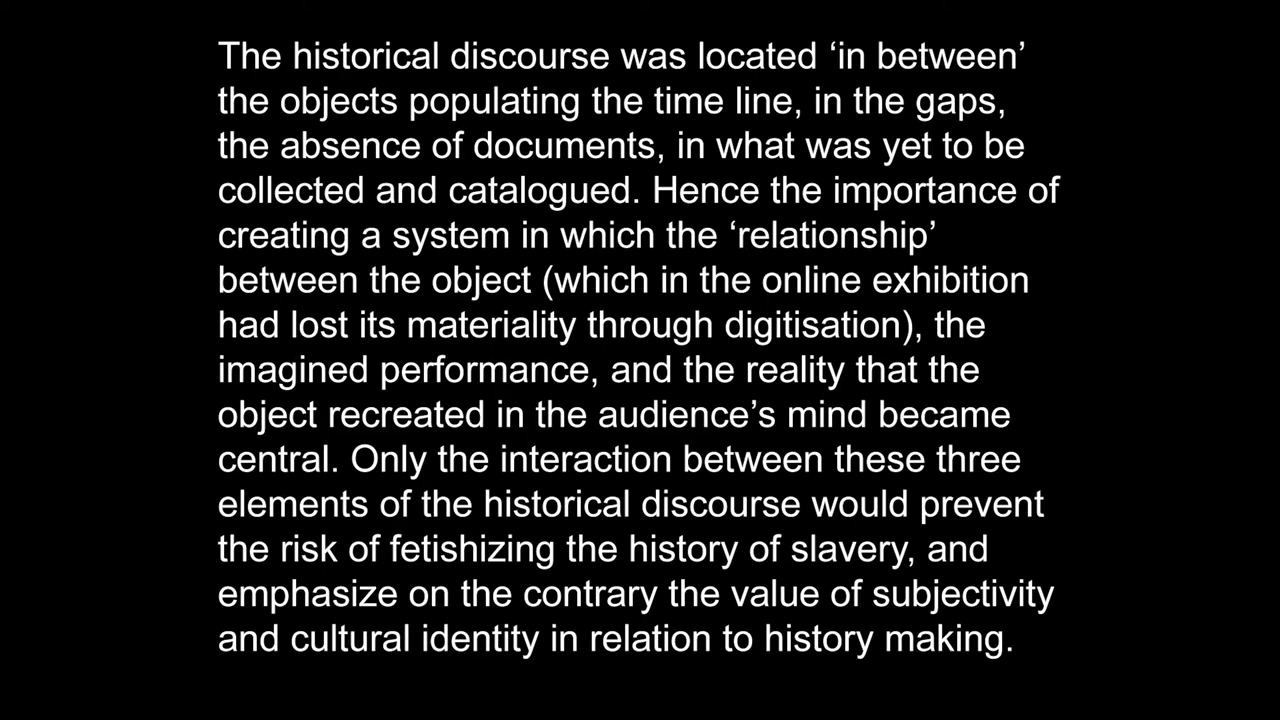 The historical discourse was located ‘in between’
the objects populating the time line, in the gaps,
the absence of documents, in what was yet to be
collected and catalogued. Hence the importance of
creating a system in which the ‘relationship’
between the object (which in the online exhibition
had lost its materiality through digitisation), the
imagined performance, and the reality that the
object recreated in the audience’s mind became
central. Only the interaction between these three
elements of the historical discourse would prevent
the risk of fetishizing the history of slavery, and
emphasize on the contrary the value of subjectivity
and cultural identity in relation to history making.